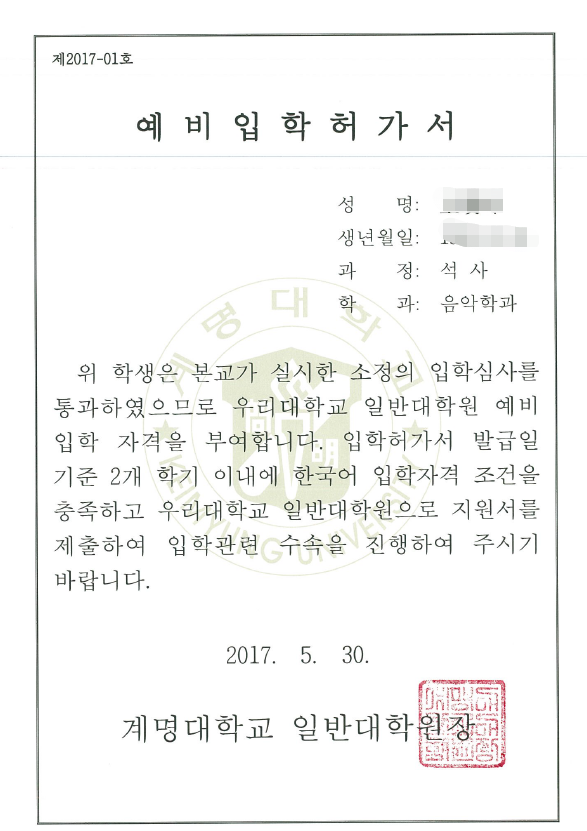 제2017-01호
예 비 입 학 허 가 서
성 명:
생년월일:
과 정: 석 사
학 과: 음악학과
계 명 대 학 교
KEIMYUNG UNIVERSITY
위 학생은 본교가 실시한 소정의 입학심사를
통과하였으므로 우리대학교 일반대학원 예비
입학 자격을 부여합니다. 입학허가서 발급일
기준 2개 학기 이내에 한국어 입학자격 조건을
충족하고 우리대학교 일반대학원으로 지원서를
제출하여 입학관련 수속을 진행하여 주시기
바랍니다.
2017. 5. 30.
계명대학교 일반대학원장